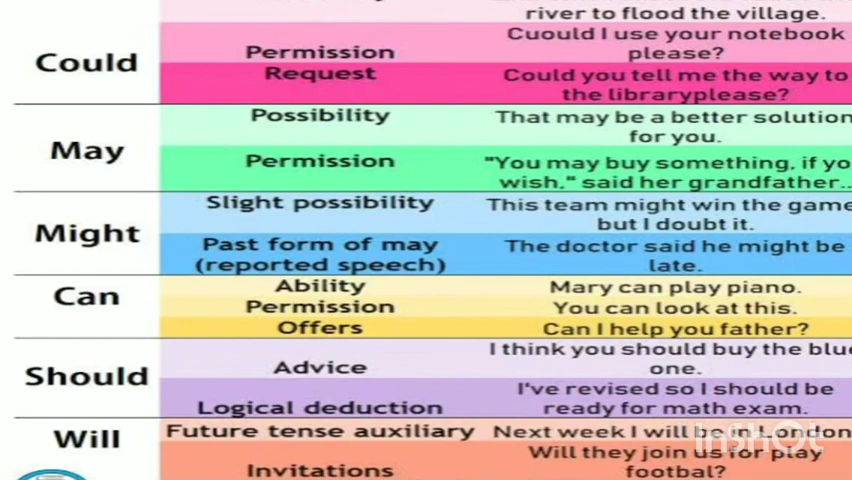 river to flood the village.
Could
Permission
Cuould I use your notebook
please?
Request
Could you tell me the way to
the libraryplease?
May
Possibility
That may be a better solution
for you.
Permission
"You may buy something, if yo
wish," said her grandfather..
Might
Slight possibility
This team might win the game
but I doubt it.
Past form of may
(reported speech)
The doctor said he might be
late.
Can
Ability
Mary can play piano.
Permission
You can look at this.
Offers
Can I help you father?
Should
Advice
I think you should buy the blue
one.
Logical deduction
I've revised so I should be
ready for math exam.
Will
Future tense auxiliary
Next week I will be in London
Invitations
Will they join us for play
footbal?
InShOt